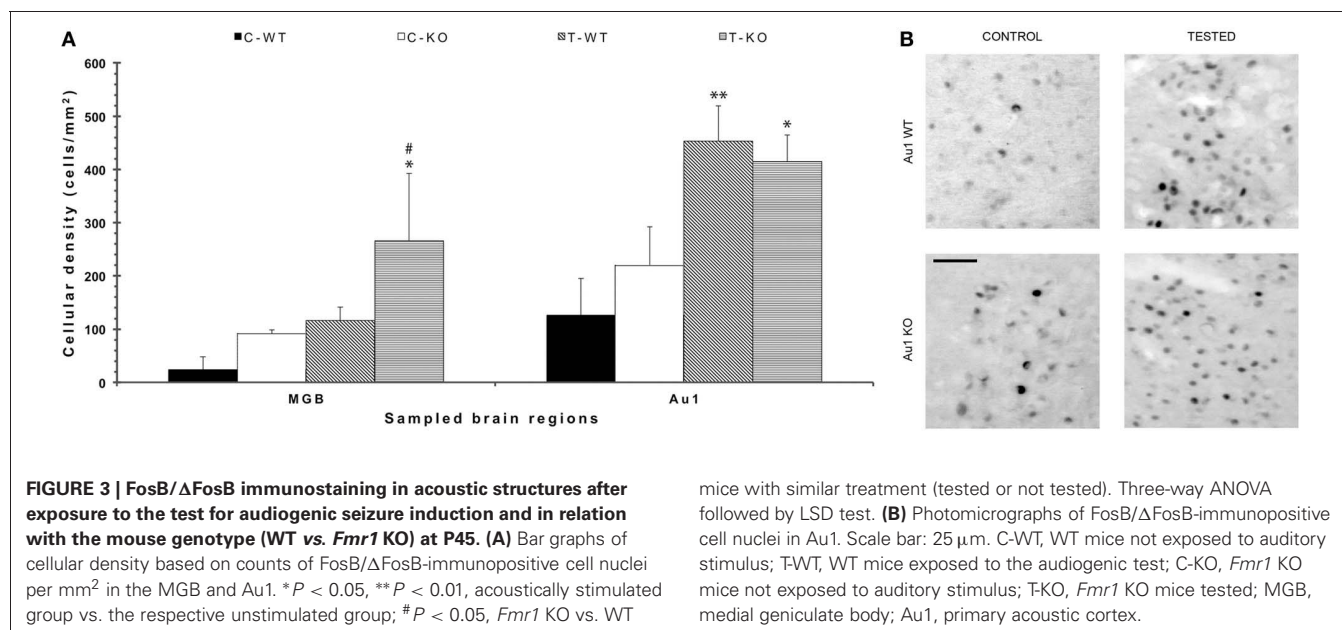 A
C-WT C-KO T-WT T-KO
600
500
400
300
200
100
0
Cellular density (cells/mm²)
#
*
**
*
MGB Au1
Sampled brain regions
B
CONTROL TESTED
Au1 WT
Au1 KO
FIGURE 3 | FosB/ΔFosB immunostaining in acoustic structures after
exposure to the test for audiogenic seizure induction and in relation
with the mouse genotype (WT vs. Fmr1 KO) at P45. (A) Bar graphs of
cellular density based on counts of FosB/ΔFosB-immunopositive cell nuclei
per mm² in the MGB and Au1. *P < 0.05, **P < 0.01, acoustically stimulated
group vs. the respective unstimulated group; #P < 0.05, Fmr1 KO vs. WT
mice with similar treatment (tested or not tested). Three-way ANOVA
followed by LSD test. (B) Photomicrographs of FosB/ΔFosB-immunopositive
cell nuclei in Au1. Scale bar: 25 μm. C-WT, WT mice not exposed to auditory
stimulus; T-WT, WT mice exposed to the audiogenic test; C-KO, Fmr1 KO
mice not exposed to auditory stimulus; T-KO, Fmr1 KO mice tested; MGB,
medial geniculate body; Au1, primary acoustic cortex.